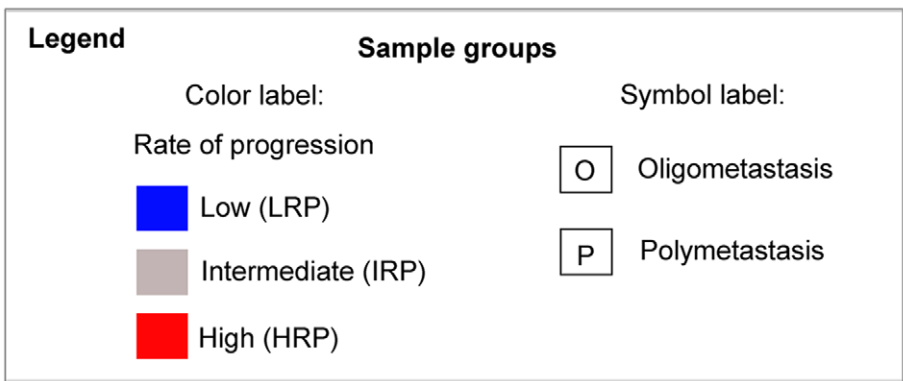 Legend
Sample groups
Color label:
Symbol label:
Rate of progression
O Oligometastasis
Low (LRP)
P Polymetastasis
Intermediate (IRP)
High (HRP)